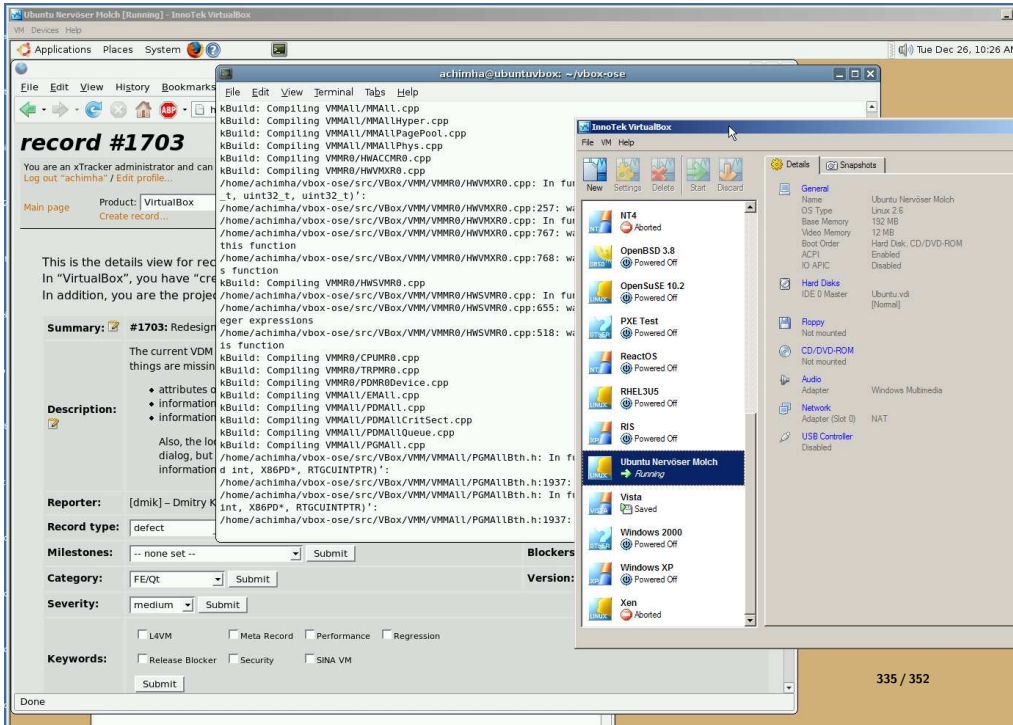 Ubuntu Nervöser Molch [Running] - InnoTek VirtualBox
VM Devices Help
Applications Places System
Tue Dec 26, 10:26 AM
File Edit View History Bookmarks
ABP
record #1703
You are an xTracker administrator and can
Log out "achimha" / Edit profile...
Main page
Product: VirtualBox
Create record...
This is the details view for rec
In "VirtualBox", you have "cre
In addition, you are the projec
Summary: #1703: Redesign
The current VDM
things are missin
• attributes o
• information
• information
Description:
Also, the lo
dialog, but
information
Reporter: [dmik] – Dmitry K
Record type: defect
Milestones: -- none set -- Submit
Blockers
Category: FE/Qt Submit
Version:
Severity: medium Submit
Keywords:
L4VM Meta Record Performance Regression
Release Blocker Security SINA VM
Submit
Done
achimha@ubuntuvbox: ~/vbox-ose
File Edit View Terminal Tabs Help
kBuild: Compiling VMMAll/MMAll.cpp
kBuild: Compiling VMMAll/MMAllHyper.cpp
kBuild: Compiling VMMAll/MMAllPagePool.cpp
kBuild: Compiling VMMAll/MMAllPhys.cpp
kBuild: Compiling VMMR0/HWACCMR0.cpp
kBuild: Compiling VMMR0/HWVMXR0.cpp
/home/achimha/vbox-ose/src/VBox/VMM/VMMR0/HWVMXR0.cpp: In fun
_t, uint32_t, uint32_t)':
/home/achimha/vbox-ose/src/VBox/VMM/VMMR0/HWVMXR0.cpp:257: wa
/home/achimha/vbox-ose/src/VBox/VMM/VMMR0/HWVMXR0.cpp: In fun
/home/achimha/vbox-ose/src/VBox/VMM/VMMR0/HWVMXR0.cpp:767: wa
this function
/home/achimha/vbox-ose/src/VBox/VMM/VMMR0/HWVMXR0.cpp:768: wa
s function
kBuild: Compiling VMMR0/HWSVMR0.cpp
/home/achimha/vbox-ose/src/VBox/VMM/VMMR0/HWSVMR0.cpp: In fun
/home/achimha/vbox-ose/src/VBox/VMM/VMMR0/HWSVMR0.cpp:655: wa
eger expressions
/home/achimha/vbox-ose/src/VBox/VMM/VMMR0/HWSVMR0.cpp:518: wa
is function
kBuild: Compiling VMMR0/CPUMR0.cpp
kBuild: Compiling VMMR0/TRPMR0.cpp
kBuild: Compiling VMMR0/PDMR0Device.cpp
kBuild: Compiling VMMAll/EMAll.cpp
kBuild: Compiling VMMAll/PDMAll.cpp
kBuild: Compiling VMMAll/PDMAllCritSect.cpp
kBuild: Compiling VMMAll/PDMAllQueue.cpp
kBuild: Compiling VMMAll/PGMAll.cpp
/home/achimha/vbox-ose/src/VBox/VMM/VMMAll/PGMAllBth.h: In fu
d int, X86PD*, RTGCUINTPTR)':
/home/achimha/vbox-ose/src/VBox/VMM/VMMAll/PGMAllBth.h:1937:
/home/achimha/vbox-ose/src/VBox/VMM/VMMAll/PGMAllBth.h: In fu
int, X86PD*, RTGCUINTPTR)':
/home/achimha/vbox-ose/src/VBox/VMM/VMMAll/PGMAllBth.h:1937:
InnoTek VirtualBox
File VM Help
New Settings Delete Start Discard
NT4
Aborted
OpenBSD 3.8
Powered Off
OpenSuSE 10.2
Powered Off
PXE Test
Powered Off
ReactOS
Powered Off
RHEL3U5
Powered Off
RIS
Powered Off
Ubuntu Nervöser Molch
Running
Vista
Saved
Windows 2000
Powered Off
Windows XP
Powered Off
Xen
Aborted
Details Snapshots
General
Name Ubuntu Nervöser Molch
OS Type Linux 2.6
Base Memory 192 MB
Video Memory 12 MB
Boot Order Hard Disk, CD/DVD-ROM
ACPI Enabled
IO APIC Disabled
Hard Disks
IDE 0 Master Ubuntu.vdi
[Normal]
Floppy
Not mounted
CD/DVD-ROM
Not mounted
Audio
Adapter Windows Multimedia
Network
Adapter (Slot 0) NAT
USB Controller
Disabled
335 / 352